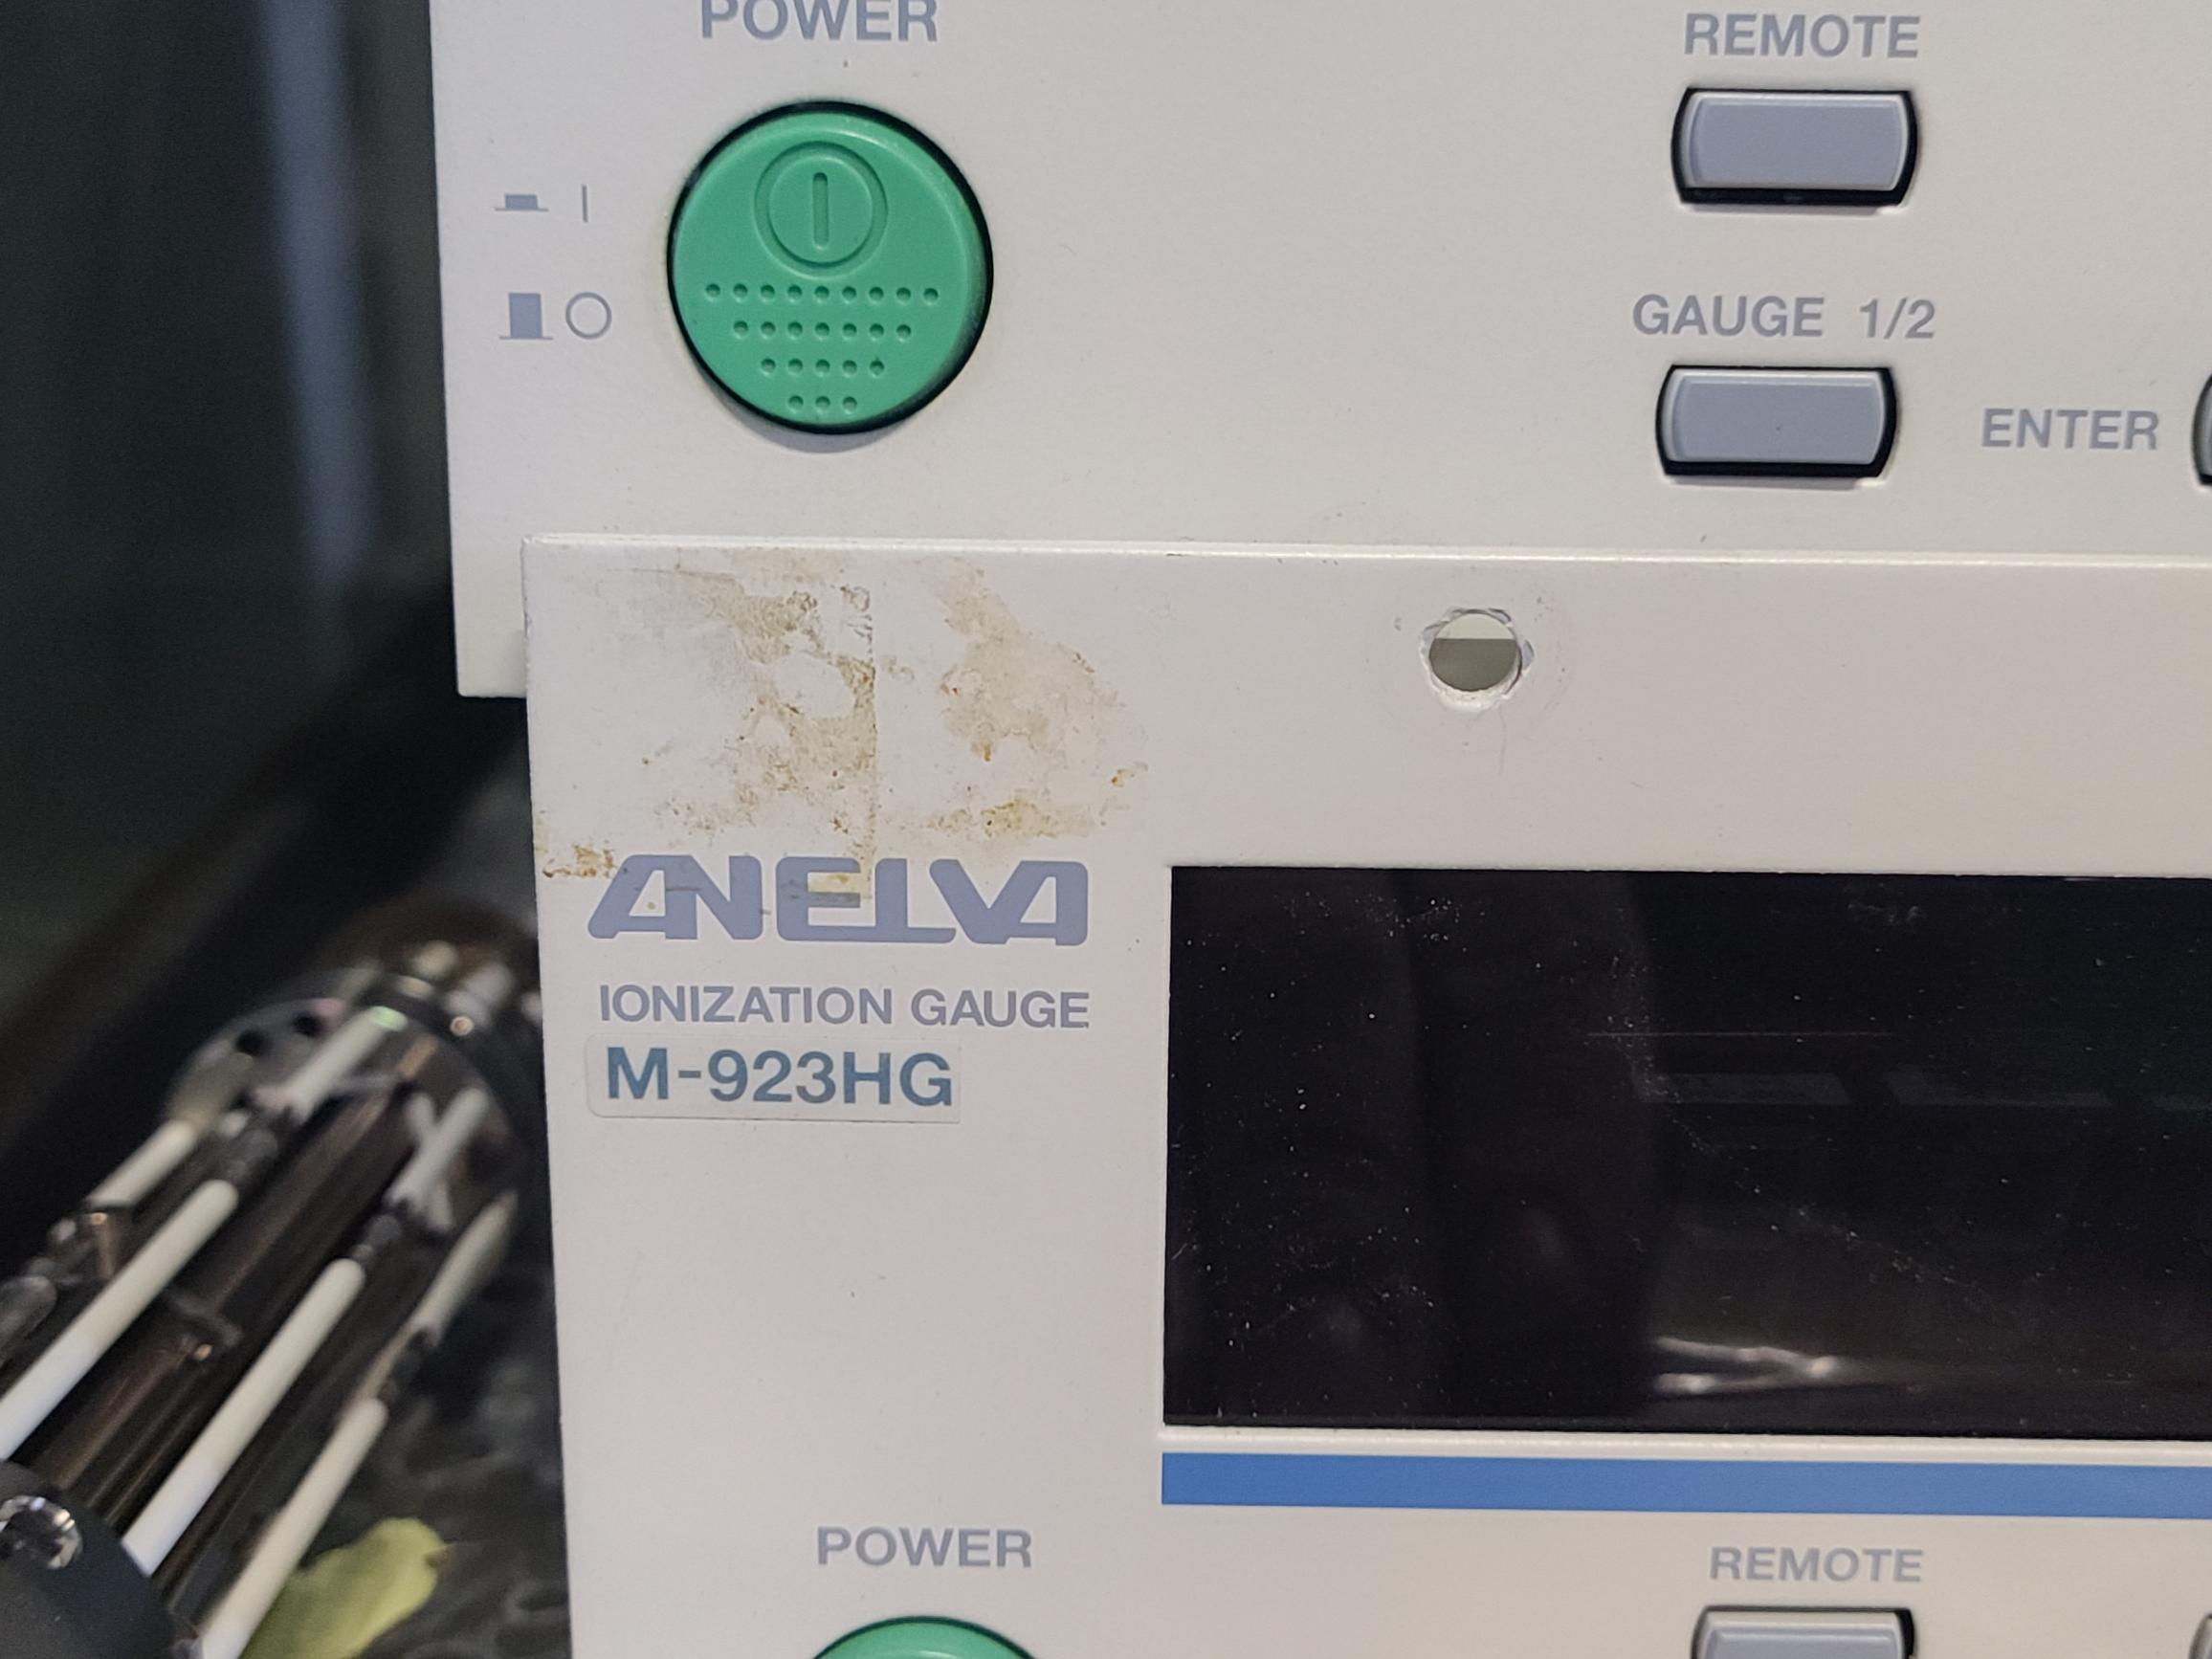 POWER
REMOTE
GAUGE 1/2
ENTER
ANELVA
IONIZATION GAUGE
M-923HG
POWER
REMOTE